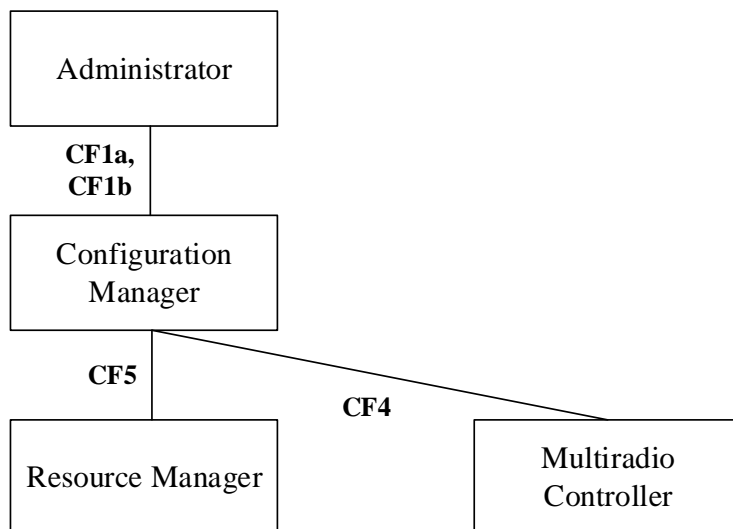 Administrator
CF1a,
CF1b
Configuration
Manager
CF5
CF4
Resource Manager
Multiradio
Controller